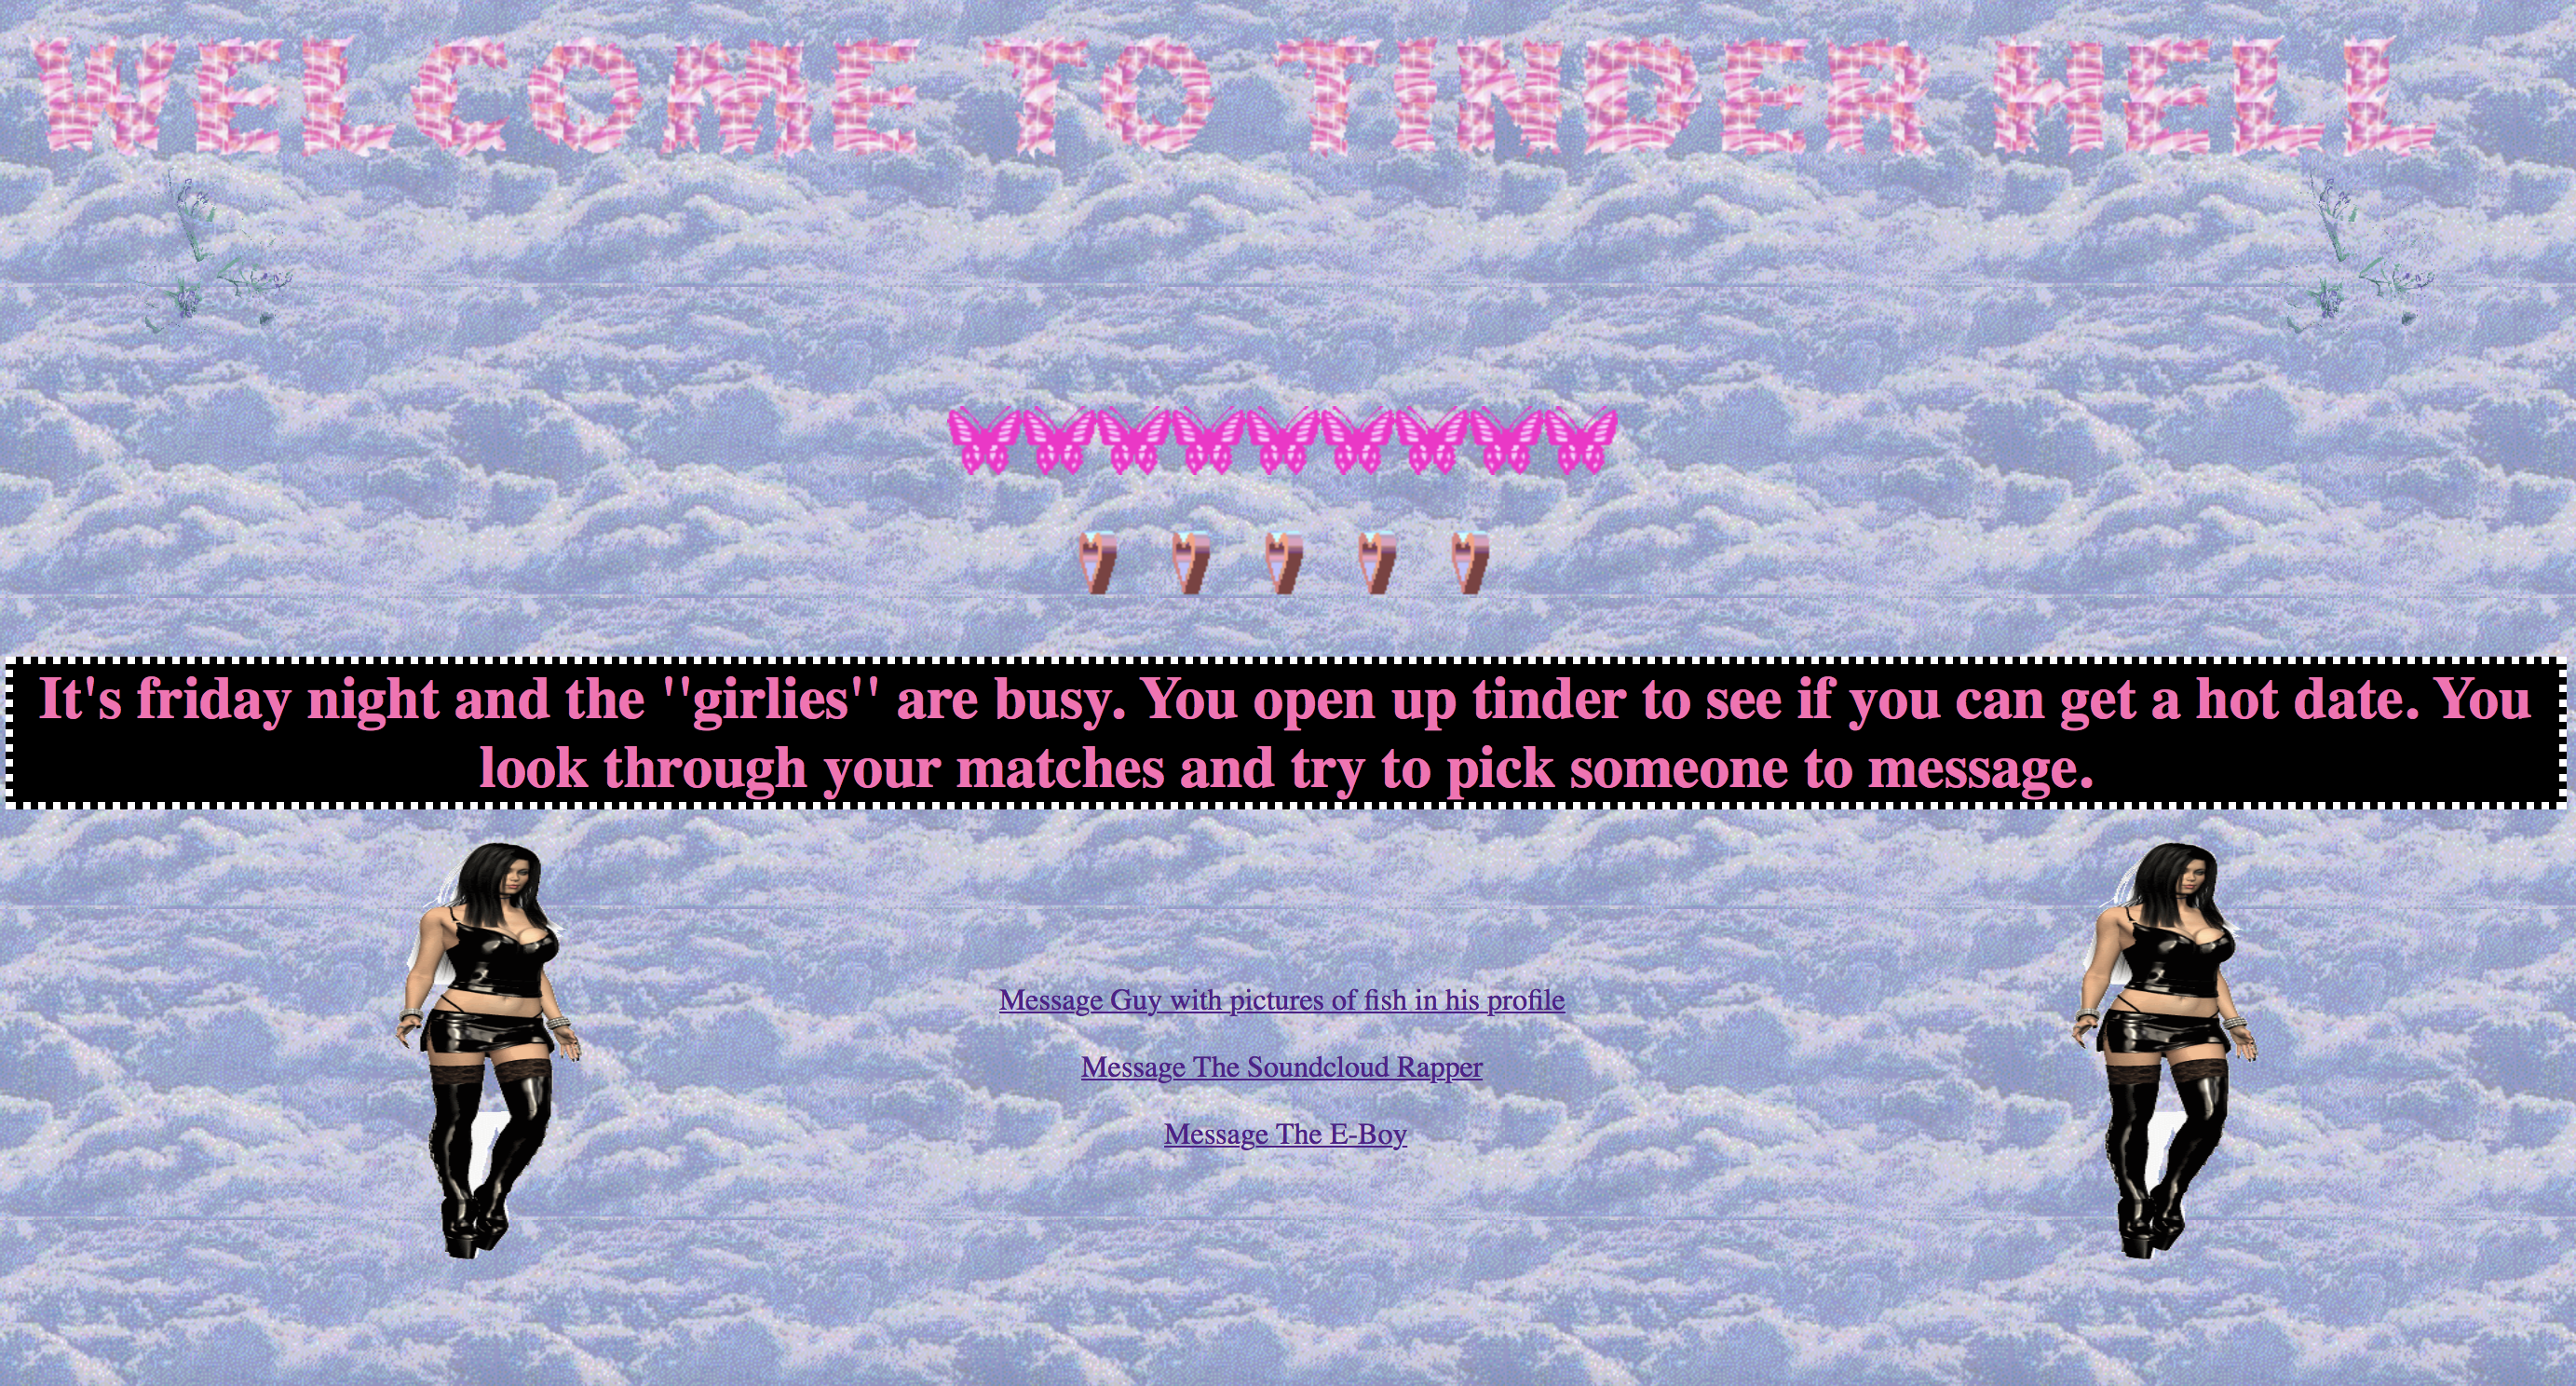 WELCOME TO TINDER HELL
It's friday night and the "girlies" are busy. You open up tinder to see if you can get a hot date. You
look through your matches and try to pick someone to message.
Message Guy with pictures of fish in his profile
Message The Soundcloud Rapper
Message The E-Boy